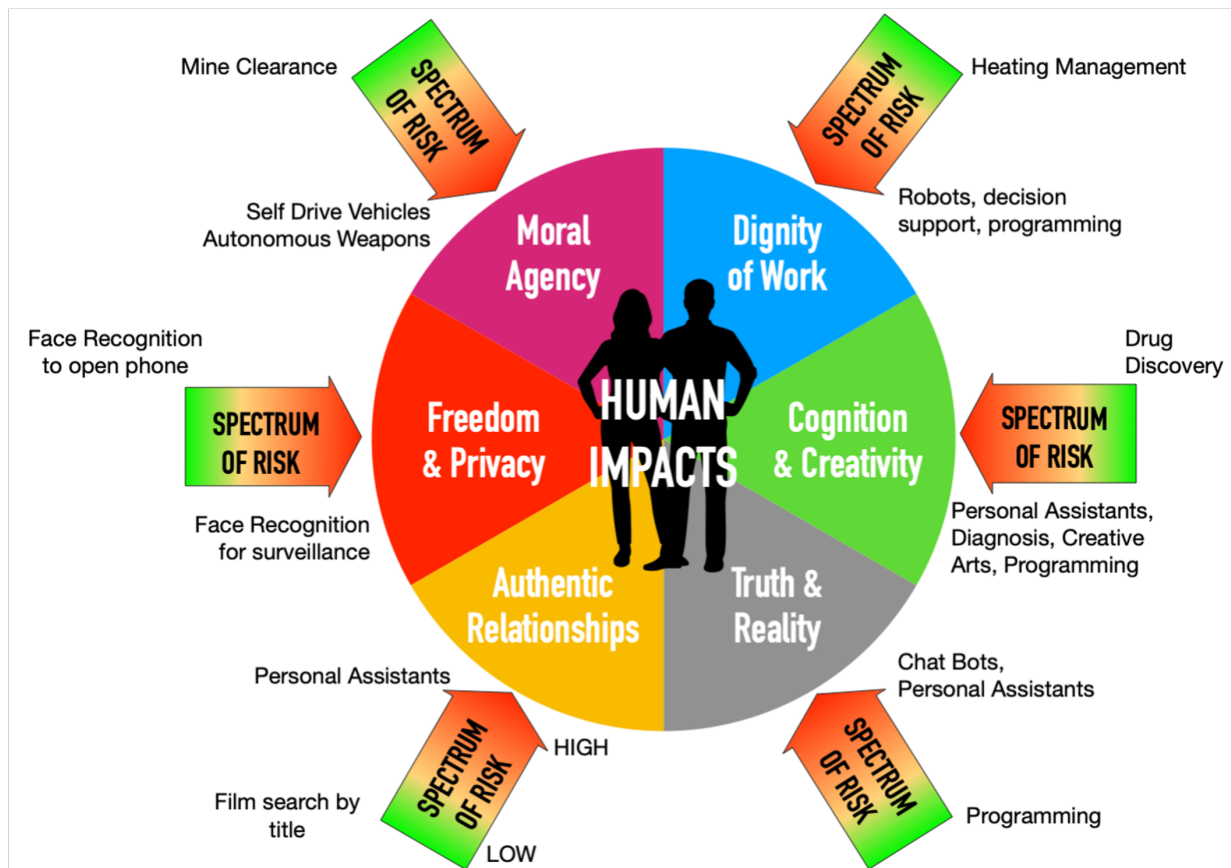 Mine Clearance
SPECTRUM
OF RISK
Self Drive Vehicles
Autonomous Weapons
SPECTRUM
OF RISK
Heating Management
Robots, decision
support, programming
Moral
Agency
Dignity
of Work
Face Recognition
to open phone
SPECTRUM
OF RISK
Face Recognition
for surveillance
Freedom
& Privacy
HUMAN
IMPACTS
Cognition
& Creativity
Drug
Discovery
SPECTRUM
OF RISK
Personal Assistants,
Diagnosis, Creative
Arts, Programming
Authentic
Relationships
Truth &
Reality
Personal Assistants
HIGH
SPECTRUM
OF RISK
Film search by
title
LOW
Chat Bots,
Personal Assistants
SPECTRUM
OF RISK
Programming